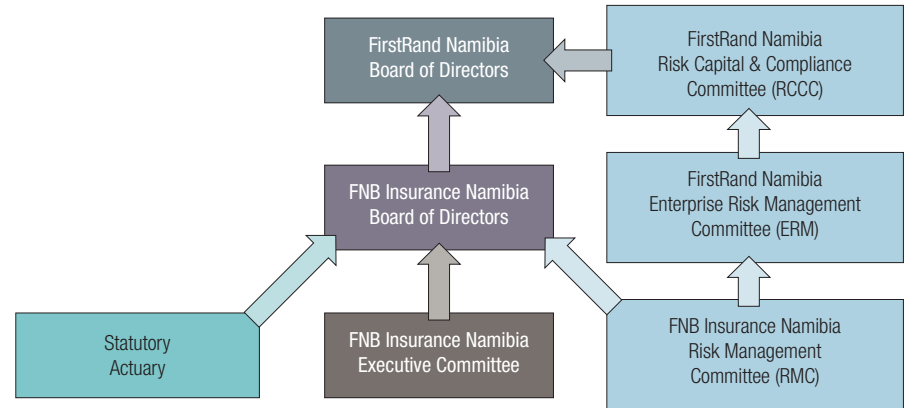 FirstRand Namibia
Board of Directors
FirstRand Namibia
Risk Capital & Compliance
Committee (RCCC)
FNB Insurance Namibia
Board of Directors
FirstRand Namibia
Enterprise Risk Management
Committee (ERM)
Statutory
Actuary
FNB Insurance Namibia
Executive Committee
FNB Insurance Namibia
Risk Management
Committee (RMC)